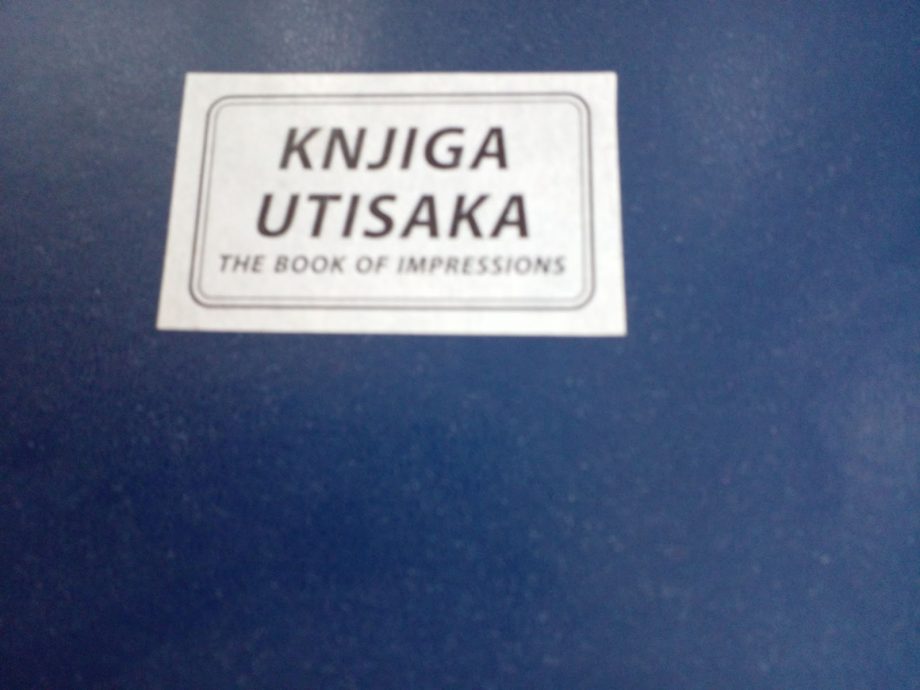 KNJIGA
UTISAKA
THE BOOK OF IMPRESSIONS